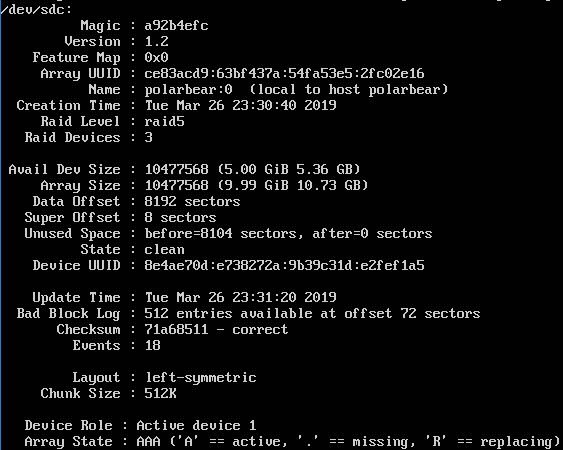 /dev/sdc:
Magic : a92b4efc
Version : 1.2
Feature Map : 0x0
Array UUID : ce83acd9:63bf437a:54fa53e5:2fc02e16
Name : polarbear:0  (local to host polarbear)
Creation Time : Tue Mar 26 23:30:40 2019
Raid Level : raid5
Raid Devices : 3
Avail Dev Size : 10477568 (5.00 GiB 5.36 GB)
Array Size : 10477568 (9.99 GiB 10.73 GB)
Data Offset : 8192 sectors
Super Offset : 8 sectors
Unused Space : before=8104 sectors, after=0 sectors
State : clean
Device UUID : 8e4ae70d:e738272a:9b39c31d:e2fef1a5
Update Time : Tue Mar 26 23:31:20 2019
Bad Block Log : 512 entries available at offset 72 sectors
Checksum : 71a68511 - correct
Events : 18
Layout : left-symmetric
Chunk Size : 512K
Device Role : Active device 1
Array State : AAA ('A' == active, '.' == missing, 'R' == replacing)